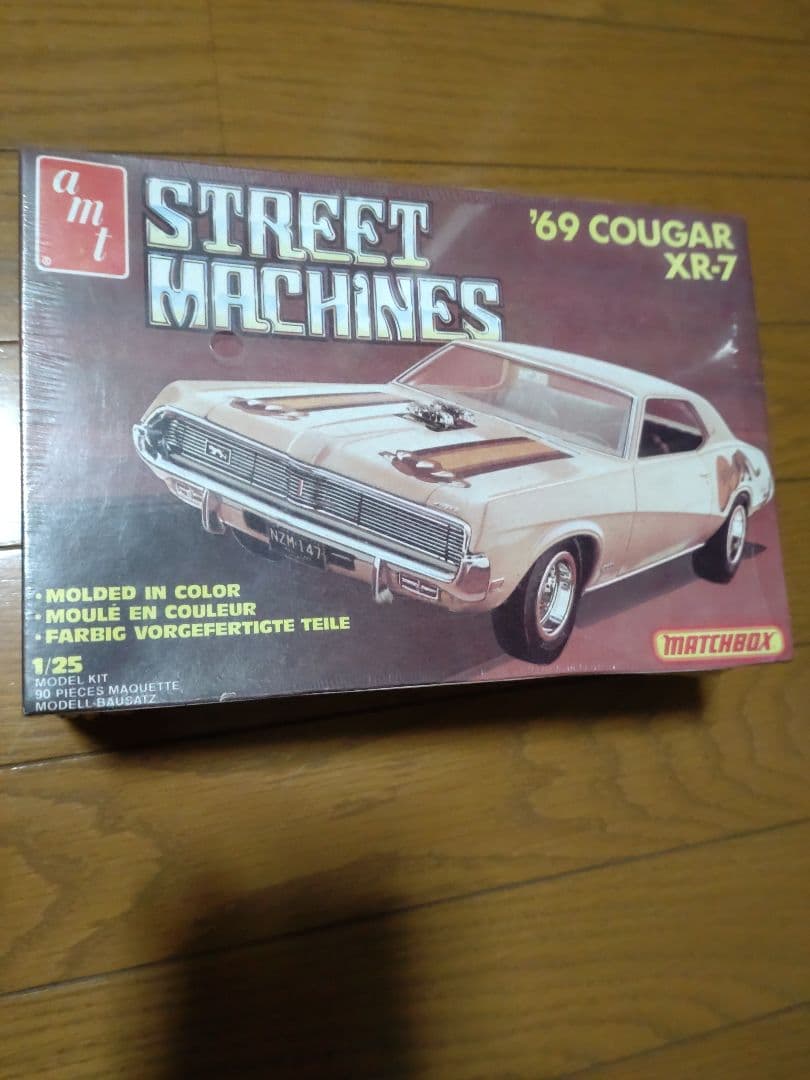 amt
®
STREET
MACHINES
'69 COUGAR
XR-7
NZM·147
• MOLDED IN COLOR
• MOULÉ EN COULEUR
• FARBIG VORGEFERTIGTE TEILE
1/25
MODEL KIT
90 PIECES MAQUETTE
MODELL-BAUSATZ
MATCHBOX